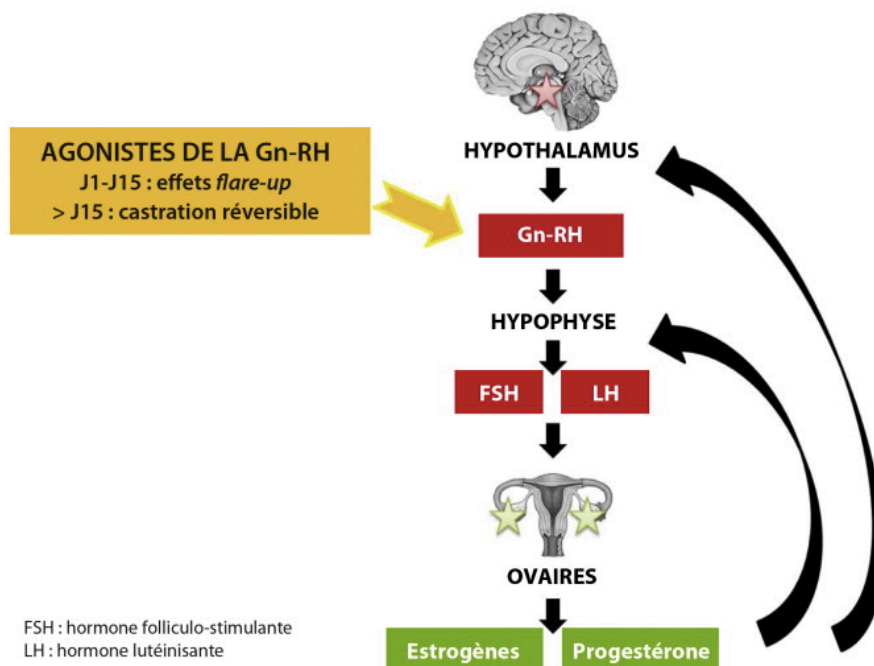 AGONISTES DE LA Gn-RH
J1-J15 : effets flare-up
> J15 : castration réversible
HYPOTHALAMUS
Gn-RH
HYPOPHYSE
FSH
LH
OVAIRES
Estrogènes
Progestérone
FSH : hormone folliculo-stimulante
LH : hormone lutéinisante